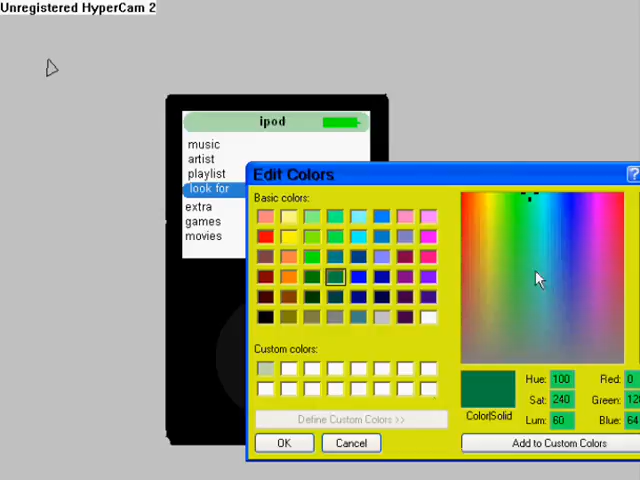 Unregistered HyperCam 2
ipod
music
artist
playlist
look for
extra
games
movies
Edit Colors
?
Basic colors:
Custom colors:
Define Custom Colors >>
OK
Cancel
Color|Solid
Hue: 100
Sat: 240
Lum: 60
Red: 0
Green: 128
Blue: 64
Add to Custom Colors